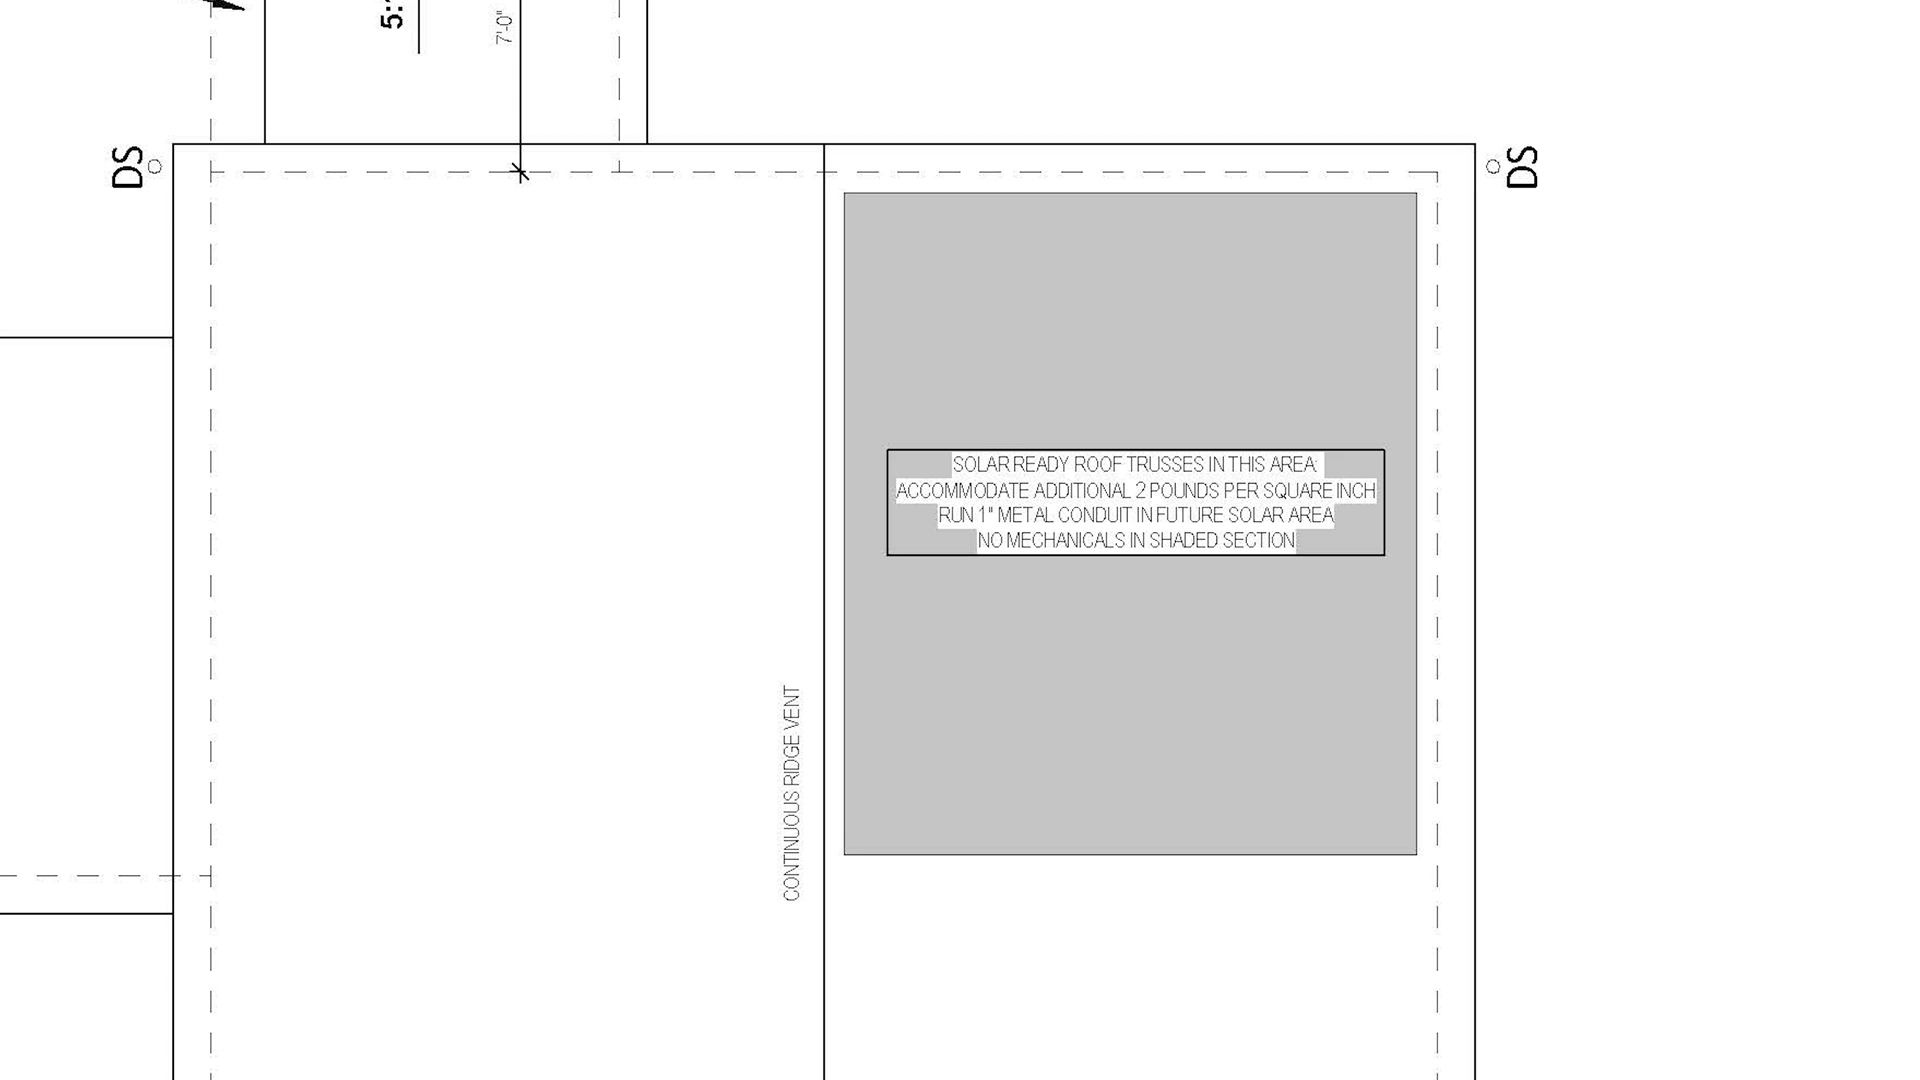 5:
7'-0"
DS
DS
SOLAR READY ROOF TRUSSES IN THIS AREA:
ACCOMMODATE ADDITIONAL 2 POUNDS PER SQUARE INCH
RUN 1" METAL CONDUIT IN FUTURE SOLAR AREA
NO MECHANICALS IN SHADED SECTION
CONTINUOUS RIDGE VENT